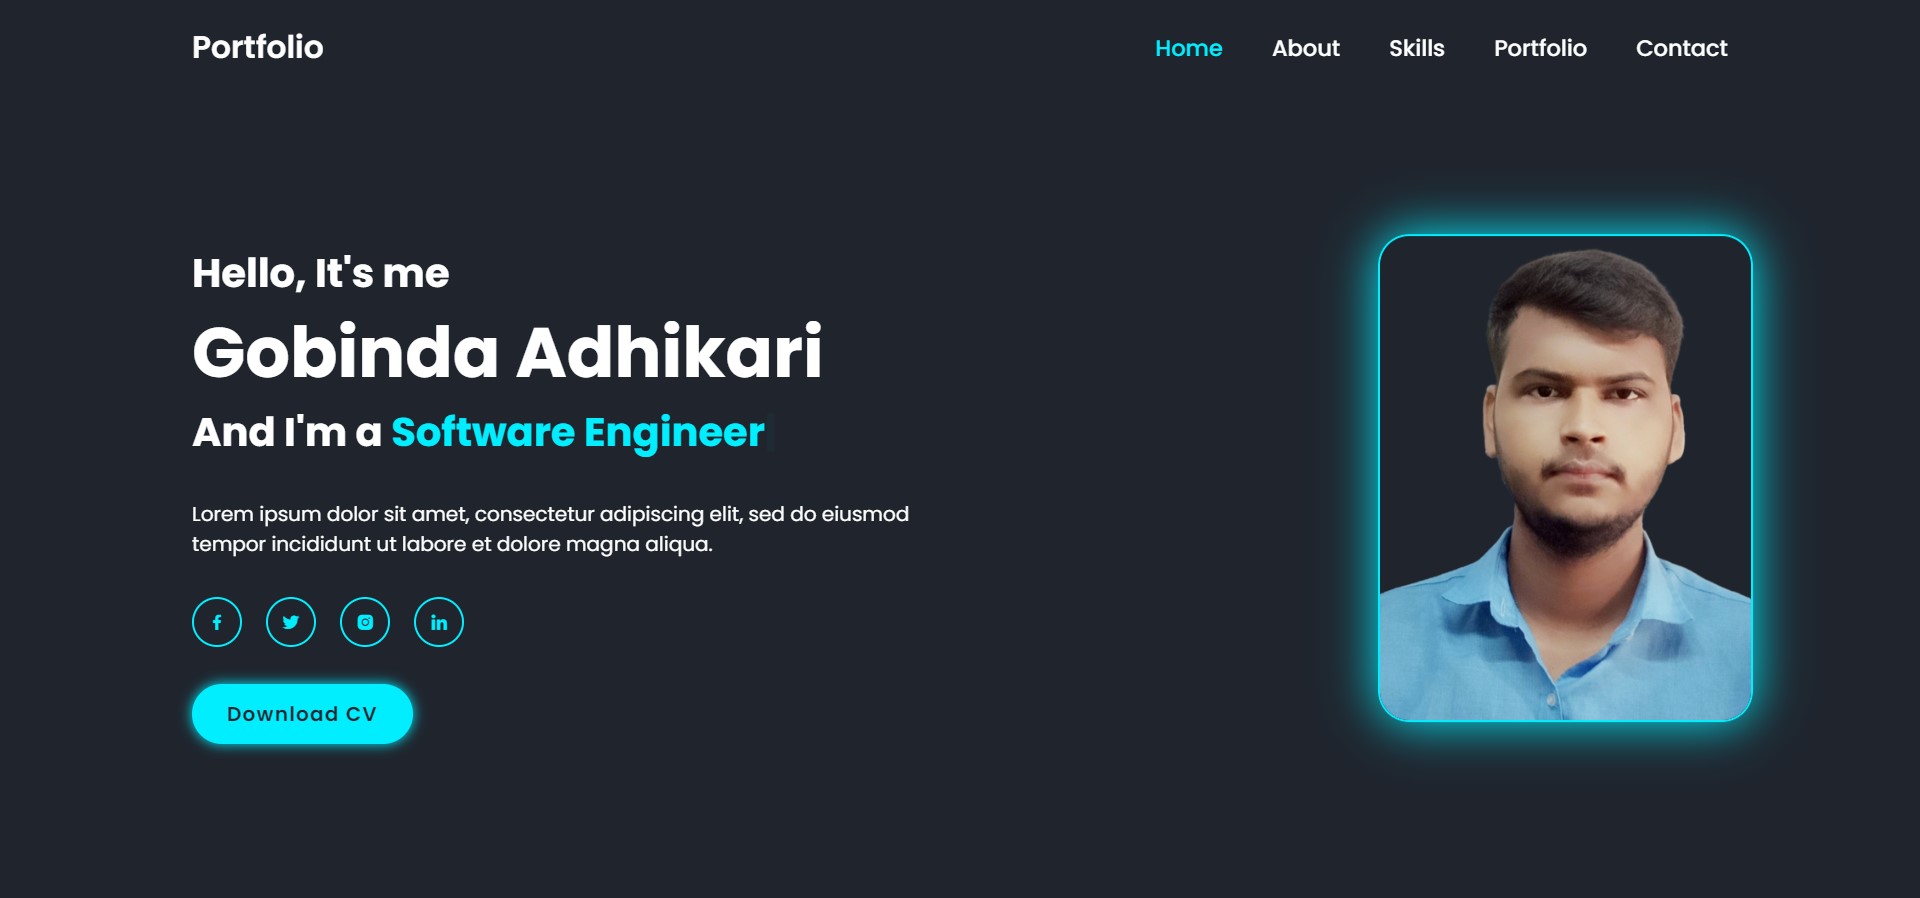 Portfolio
Home About Skills Portfolio Contact
Hello, It's me
Gobinda Adhikari
And I'm a Software Engineer
Lorem ipsum dolor sit amet, consectetur adipiscing elit, sed do eiusmod
tempor incididunt ut labore et dolore magna aliqua.
Download CV